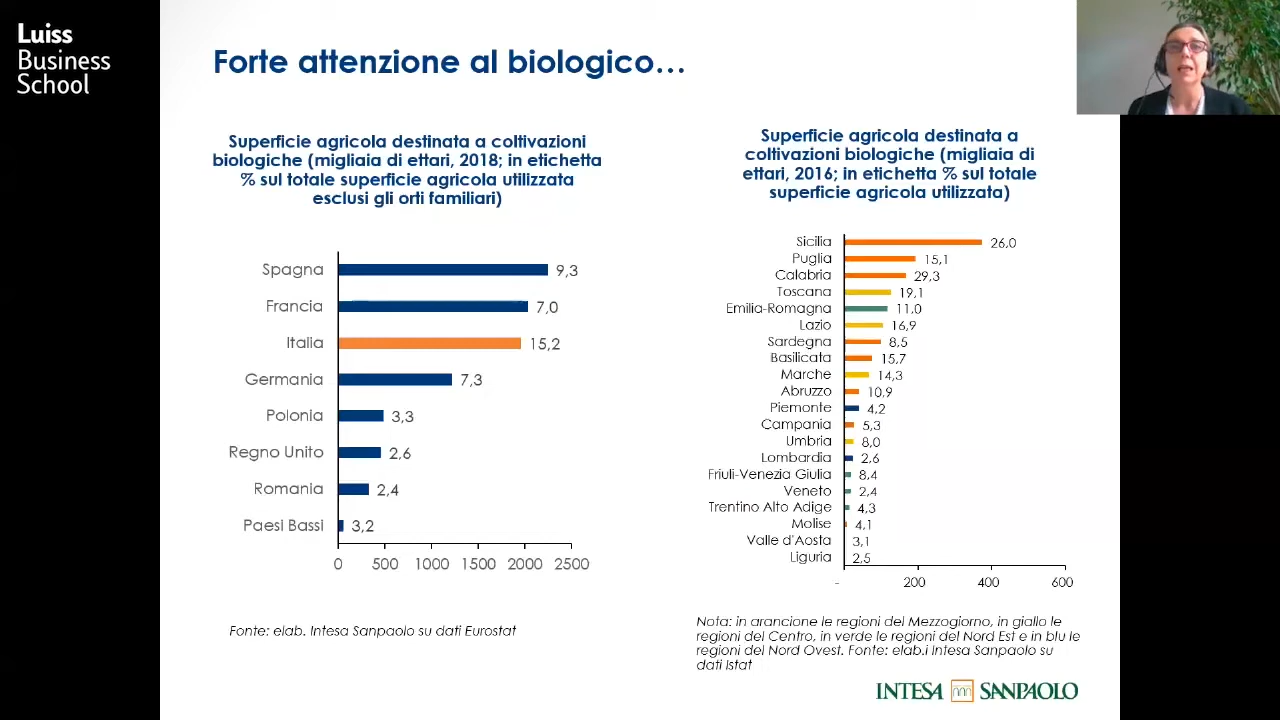 Luiss
Business
School
Forte attenzione al biologico…
Superficie agricola destinata a coltivazioni
biologiche (migliaia di ettari, 2018; in etichetta
% sul totale superficie agricola utilizzata
esclusi gli orti familiari)
Spagna 9,3
Francia 7,0
Italia 15,2
Germania 7,3
Polonia 3,3
Regno Unito 2,6
Romania 2,4
Paesi Bassi 3,2
0 500 1000 1500 2000 2500
Fonte: elab. Intesa Sanpaolo su dati Eurostat
Superficie agricola destinata a
coltivazioni biologiche (migliaia di
ettari, 2016; in etichetta % sul totale
superficie agricola utilizzata)
Sicilia 26,0
Puglia 15,1
Calabria 29,3
Toscana 19,1
Emilia-Romagna 11,0
Lazio 16,9
Sardegna 8,5
Basilicata 15,7
Marche 14,3
Abruzzo 10,9
Piemonte 4,2
Campania 5,3
Umbria 8,0
Lombardia 2,6
Friuli-Venezia Giulia 8,4
Veneto 2,4
Trentino Alto Adige 4,3
Molise 4,1
Valle d'Aosta 3,1
Liguria 2,5
- 200 400 600
Nota: in arancione le regioni del Mezzogiorno, in giallo le
regioni del Centro, in verde le regioni del Nord Est e in blu le
regioni del Nord Ovest. Fonte: elab.i Intesa Sanpaolo su
dati Istat
INTESA SANPAOLO